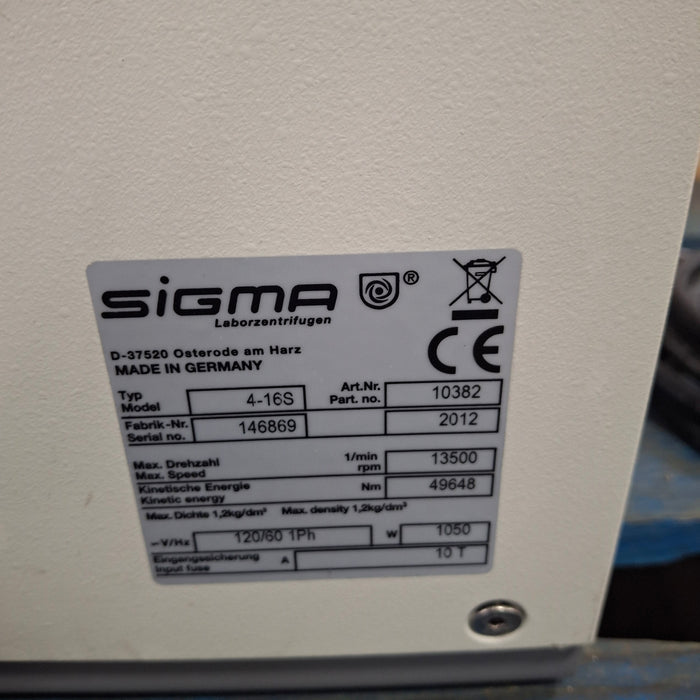 SiGMA ®
Laborzentrifugen
D-37520 Osterode am Harz
MADE IN GERMANY
CE
Typ Model 4-16S Art.Nr. Part. no. 10382
Fabrik-Nr. Serial no. 146869 2012
Max. Drehzahl Max. Speed 1/min rpm 13500
Kinetische Energie Kinetic energy Nm 49648
Max. Dichte 1,2kg/dm³ Max. density 1,2kg/dm³
~V/Hz 120/60 1Ph W 1050
Eingangssicherung Input fuse A 10 T